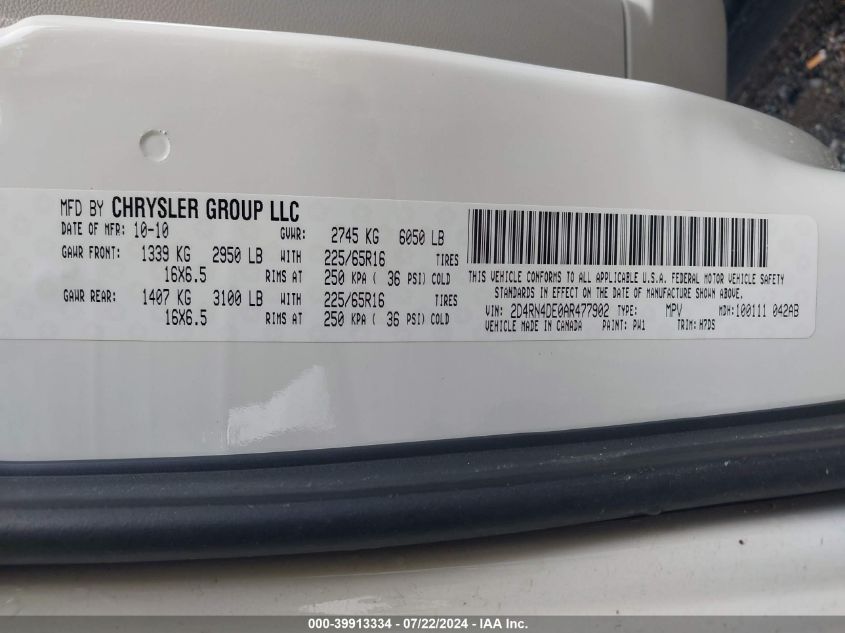 MFD BY CHRYSLER GROUP LLC
DATE OF MFR: 10-10 GVWR: 2745 KG 6050 LB
GAWR FRONT: 1339 KG 2950 LB WITH 225/65R16 TIRES
16X6.5 RIMS AT 250 KPA ( 36 PSI) COLD
GAWR REAR: 1407 KG 3100 LB WITH 225/65R16 TIRES
16X6.5 RIMS AT 250 KPA ( 36 PSI) COLD
THIS VEHICLE CONFORMS TO ALL APPLICABLE U.S.A. FEDERAL MOTOR VEHICLE SAFETY
STANDARDS IN EFFECT ON THE DATE OF MANUFACTURE SHOWN ABOVE.
VIN: 2D4RN4DE0AR477902 TYPE: MPV MDH:100111 042AB
VEHICLE MADE IN CANADA PAINT: PW1 TRIM: H7DS
000-39913334 - 07/22/2024 - IAA Inc.